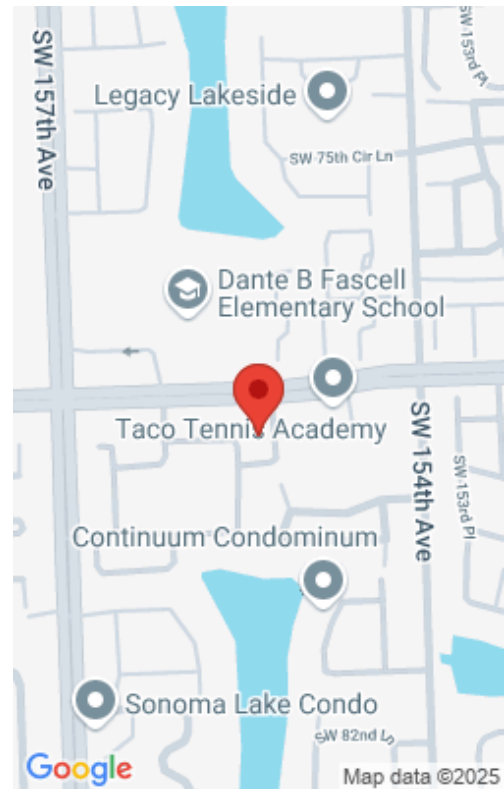 SW 157th Ave
SW 153rd Pl
Legacy Lakeside
SW 75th Cir Ln
Dante B Fascell
Elementary School
Taco Tennis Academy
SW 154th Ave
SW 153rd Pl
Continuum Condominum
Sonoma Lake Condo
SW 82nd Ln
Google
Map data ©2025